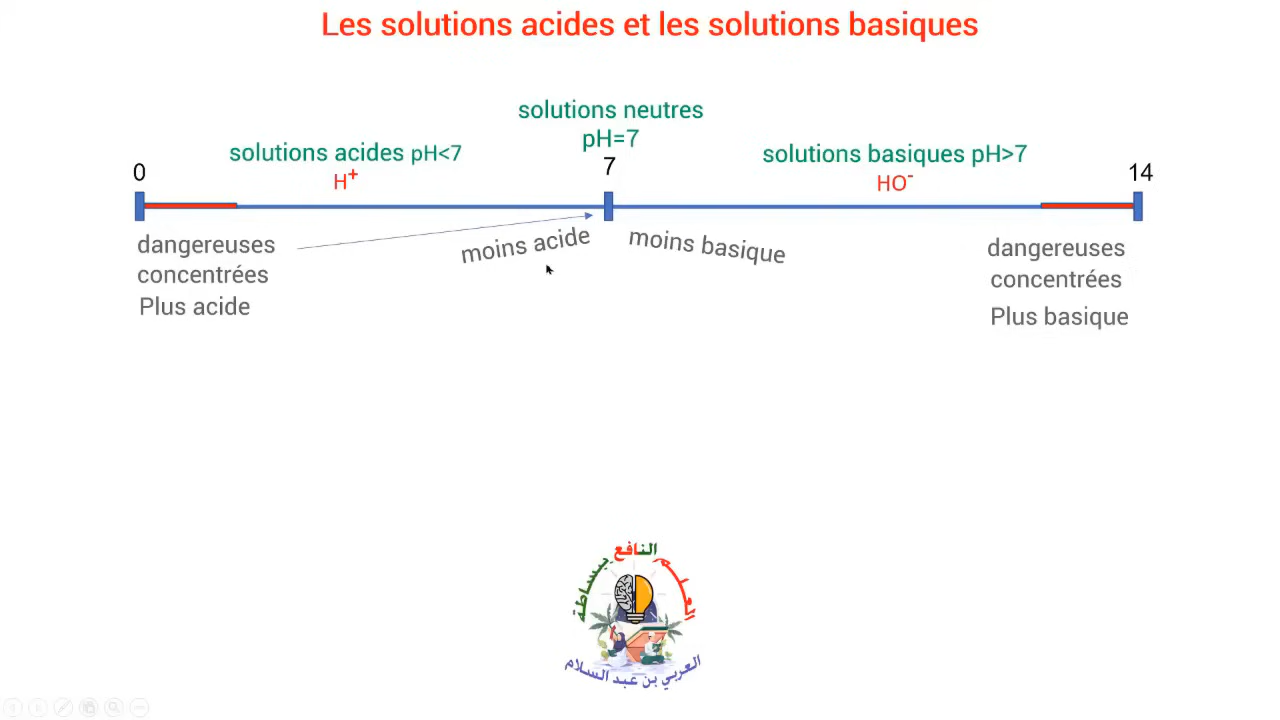 Les solutions acides et les solutions basiques
solutions neutres
pH=7
solutions acides pH<7
solutions basiques pH>7
0
7
14
H⁺
HO⁻
dangereuses
concentrées
Plus acide
moins acide
moins basique
dangereuses
concentrées
Plus basique
العلم النافع ببساطة
العربي بن عبد السلام